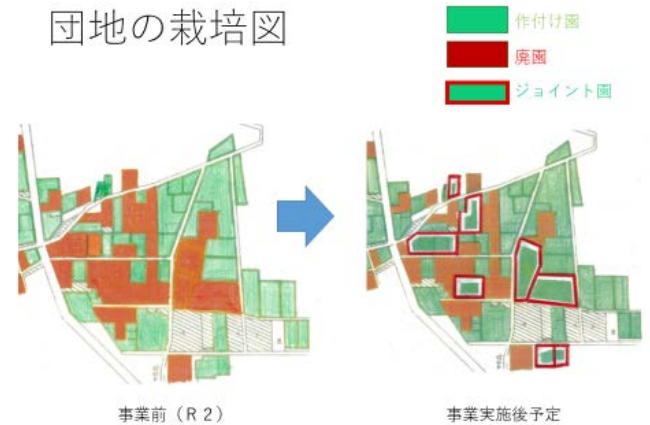 団地の栽培図
作付け園
廃園
ジョイント園
事業前(R2)
事業実施後予定